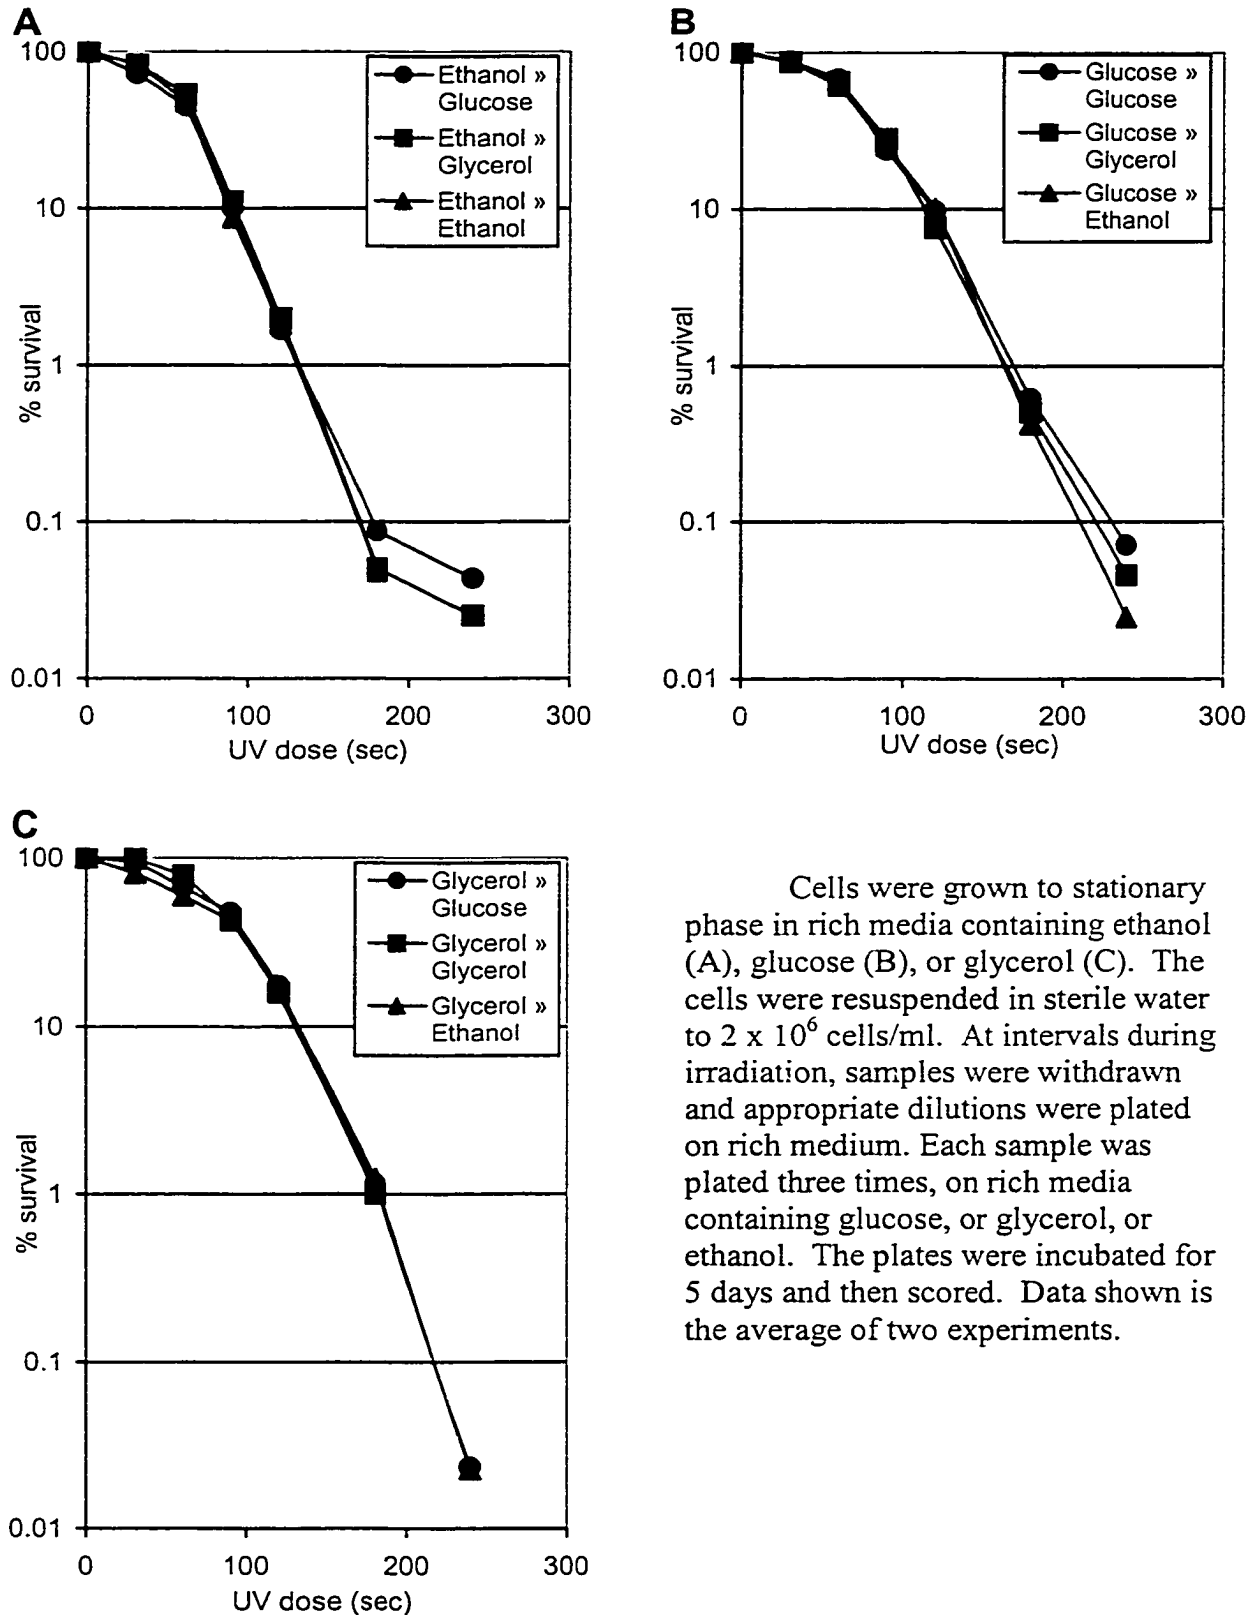 A
100
10
1
0.1
0.01
% survival
0
100
200
300
UV dose (sec)
Ethanol »
Glucose
Ethanol »
Glycerol
Ethanol »
Ethanol
B
100
10
1
0.1
0.01
% survival
0
100
200
300
UV dose (sec)
Glucose »
Glucose
Glucose »
Glycerol
Glucose »
Ethanol
C
100
10
1
0.1
0.01
% survival
0
100
200
300
UV dose (sec)
Glycerol »
Glucose
Glycerol »
Glycerol
Glycerol »
Ethanol
Cells were grown to stationary
phase in rich media containing ethanol
(A), glucose (B), or glycerol (C). The
cells were resuspended in sterile water
to 2 x 10⁶ cells/ml. At intervals during
irradiation, samples were withdrawn
and appropriate dilutions were plated
on rich medium. Each sample was
plated three times, on rich media
containing glucose, or glycerol, or
ethanol. The plates were incubated for
5 days and then scored. Data shown is
the average of two experiments.